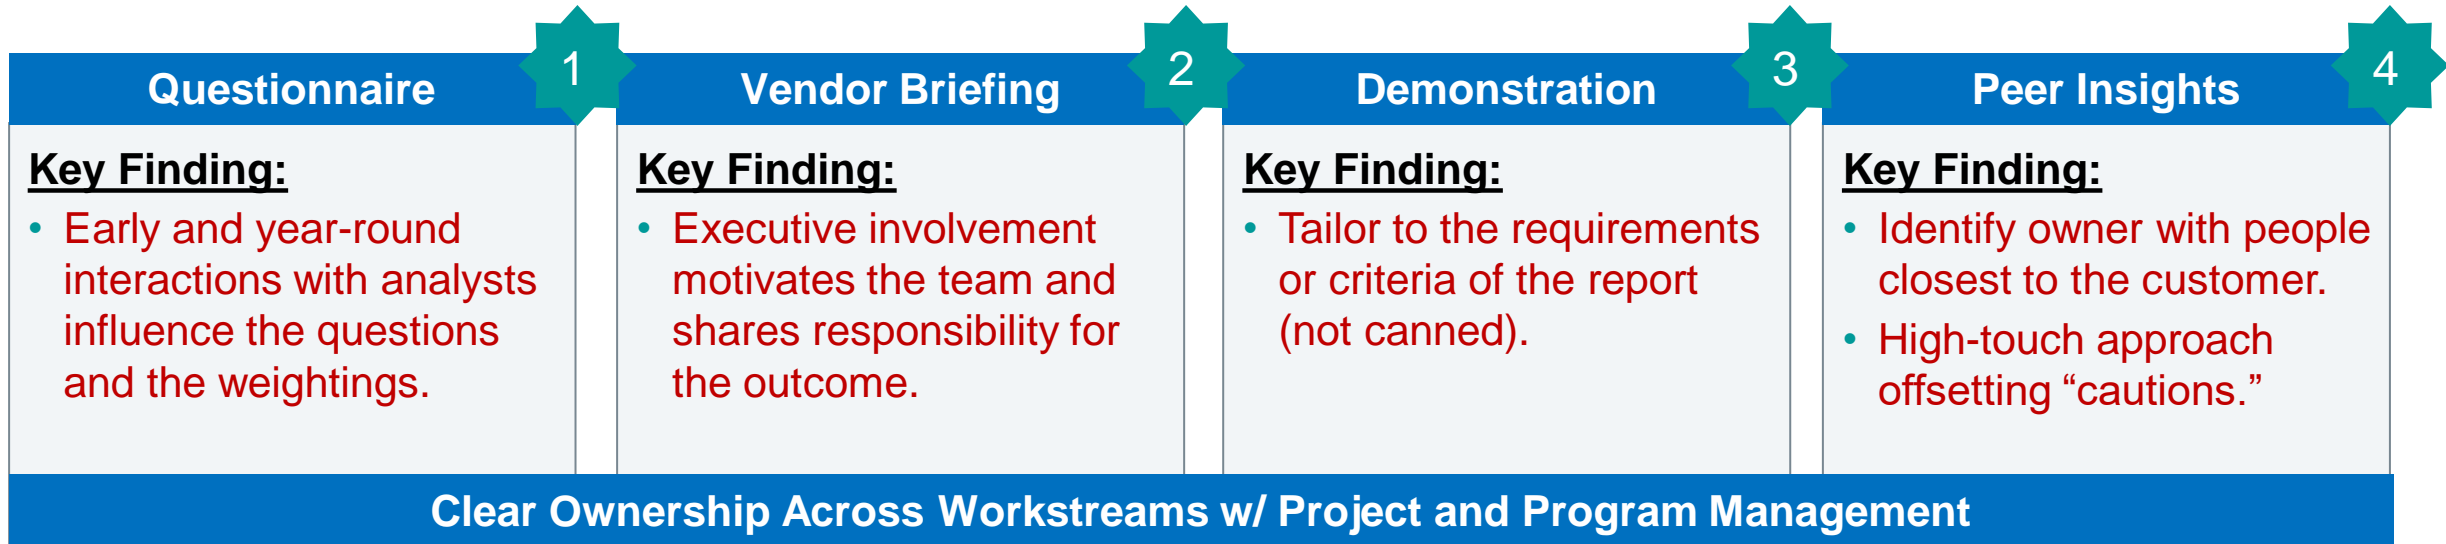 Questionnaire
1
Key Finding:
• Early and year-round
interactions with analysts
influence the questions
and the weightings.
Vendor Briefing
2
Key Finding:
• Executive involvement
motivates the team and
shares responsibility for
the outcome.
Demonstration
3
Key Finding:
• Tailor to the requirements
or criteria of the report
(not canned).
Peer Insights
4
Key Finding:
• Identify owner with people
closest to the customer.
• High-touch approach
offsetting “cautions.”
Clear Ownership Across Workstreams w/ Project and Program Management